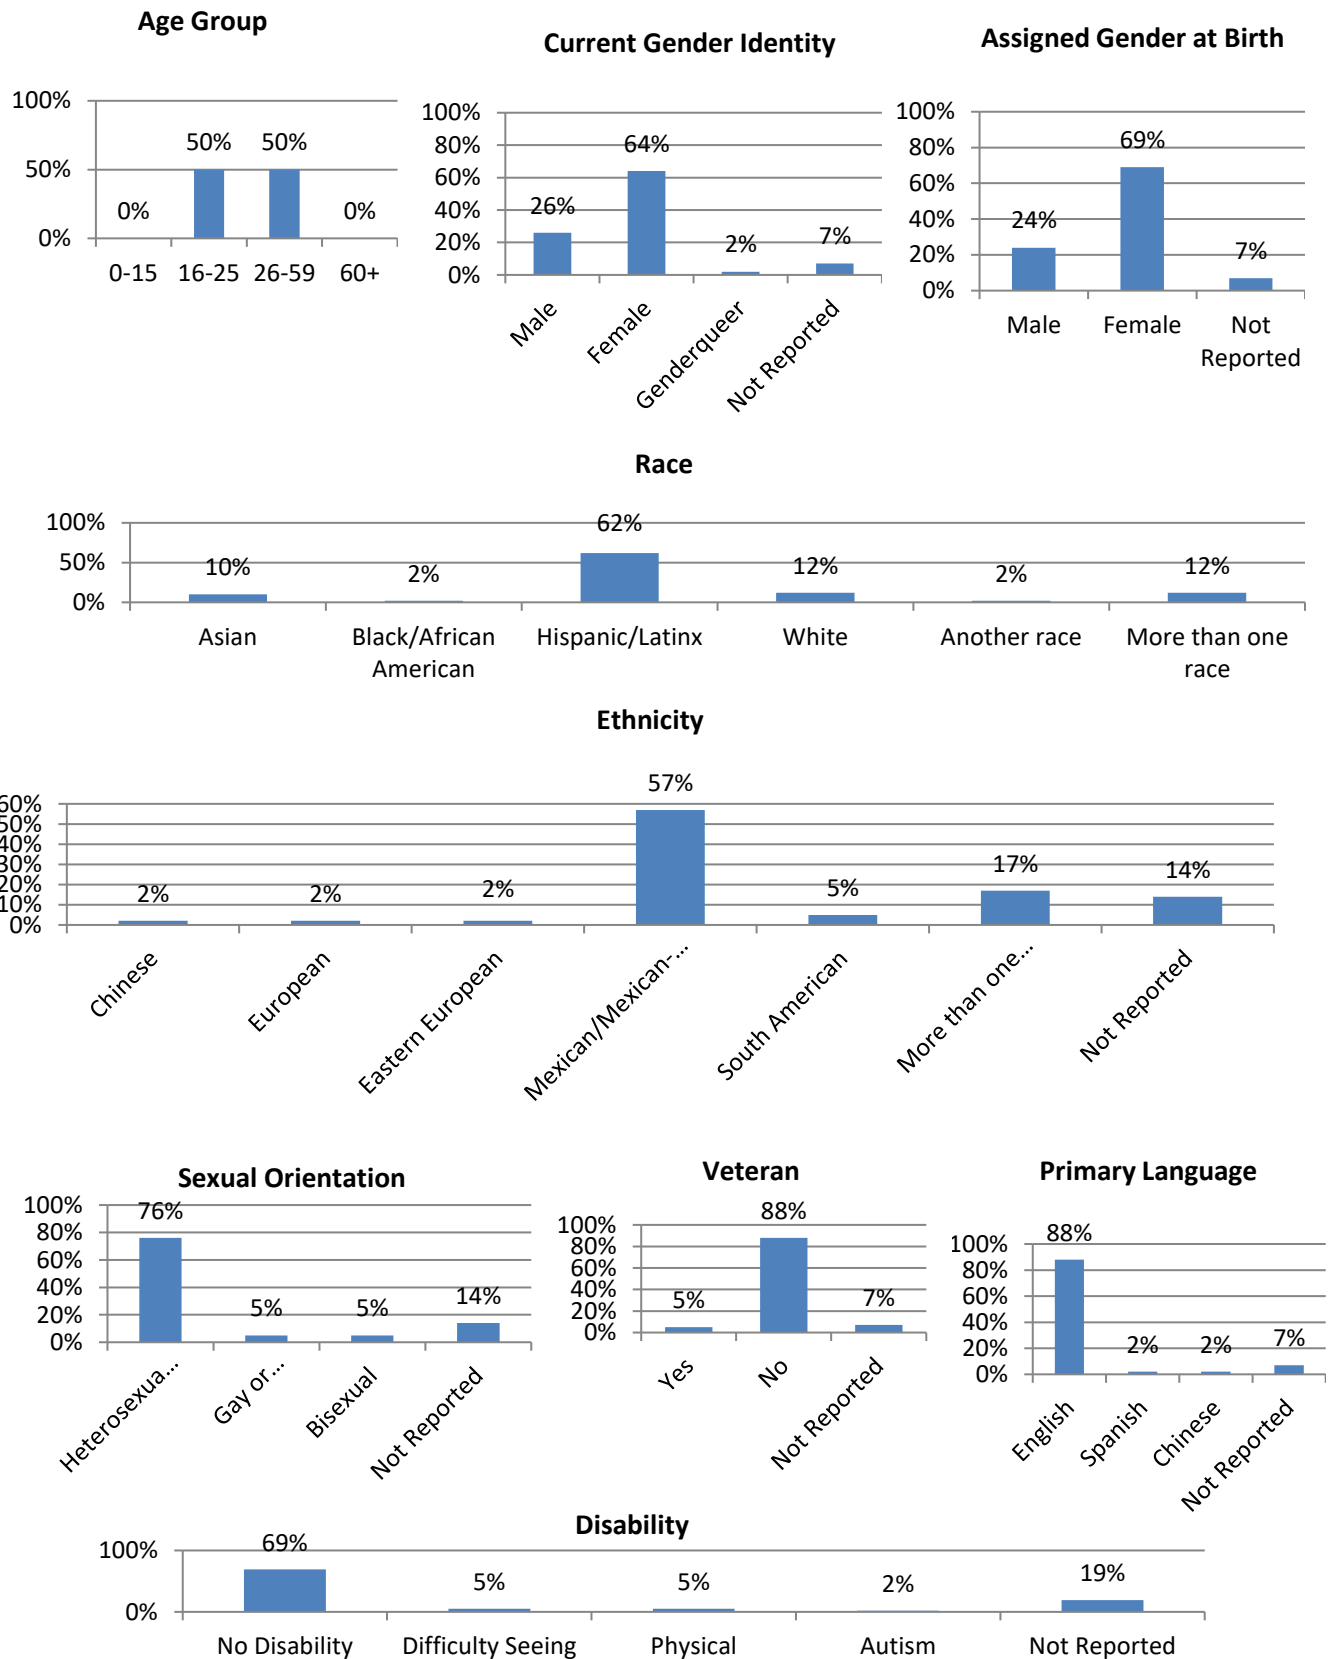 Age Group
100%
50%
0%
0%
50%
50%
0%
0-15
16-25
26-59
60+
Current Gender Identity
100%
80%
60%
40%
20%
0%
26%
64%
2%
7%
Male
Female
Genderqueer
Not Reported
Assigned Gender at Birth
100%
80%
60%
40%
20%
0%
24%
69%
7%
Male
Female
Not
Reported
Race
100%
50%
0%
10%
2%
62%
12%
2%
12%
Asian
Black/African
American
Hispanic/Latinx
White
Another race
More than one
race
Ethnicity
60%
50%
40%
30%
20%
10%
0%
2%
2%
2%
57%
5%
17%
14%
Chinese
European
Eastern European
Mexican/Mexican-...
South American
More than one...
Not Reported
Sexual Orientation
100%
80%
60%
40%
20%
0%
76%
5%
5%
14%
Heterosexua...
Gay or...
Bisexual
Not Reported
Veteran
100%
80%
60%
40%
20%
0%
5%
88%
7%
Yes
No
Not Reported
Primary Language
100%
80%
60%
40%
20%
0%
88%
2%
2%
7%
English
Spanish
Chinese
Not Reported
Disability
100%
0%
69%
5%
5%
2%
19%
No Disability
Difficulty Seeing
Physical
Autism
Not Reported